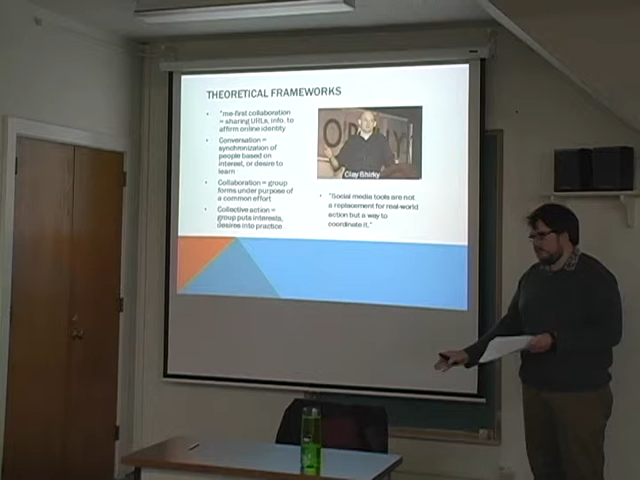 THEORETICAL FRAMEWORKS
• "me-first collaboration
= sharing URLs, info. to
affirm online identity
• Conversation =
synchronization of
people based on
interest, or desire to
learn
• Collaboration = group
forms under purpose of
a common effort
• Collective action =
group puts interests,
desires into practice
Clay Shirky
• "Social media tools are not
a replacement for real-world
action but a way to
coordinate it."